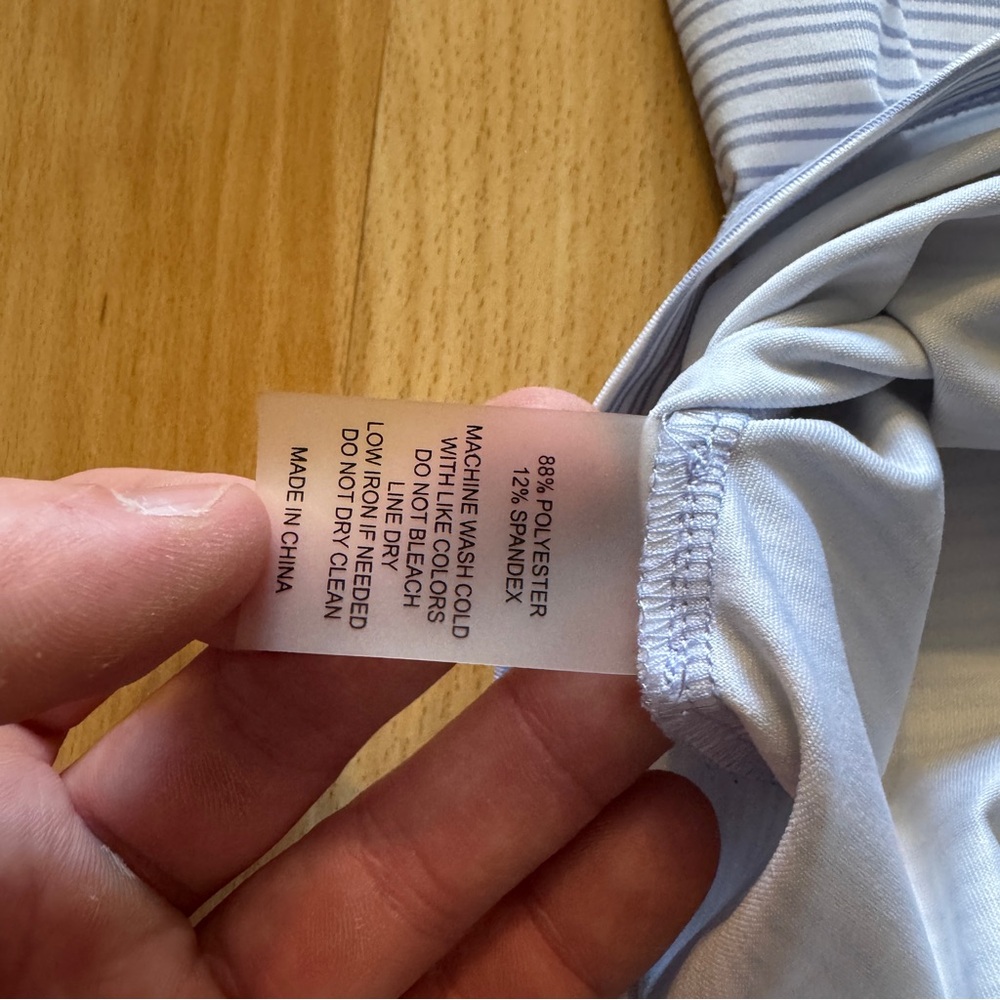 88% POLYESTER
12% SPANDEX
MACHINE WASH COLD
WITH LIKE COLORS
DO NOT BLEACH
LINE DRY
LOW IRON IF NEEDED
DO NOT DRY CLEAN
MADE IN CHINA